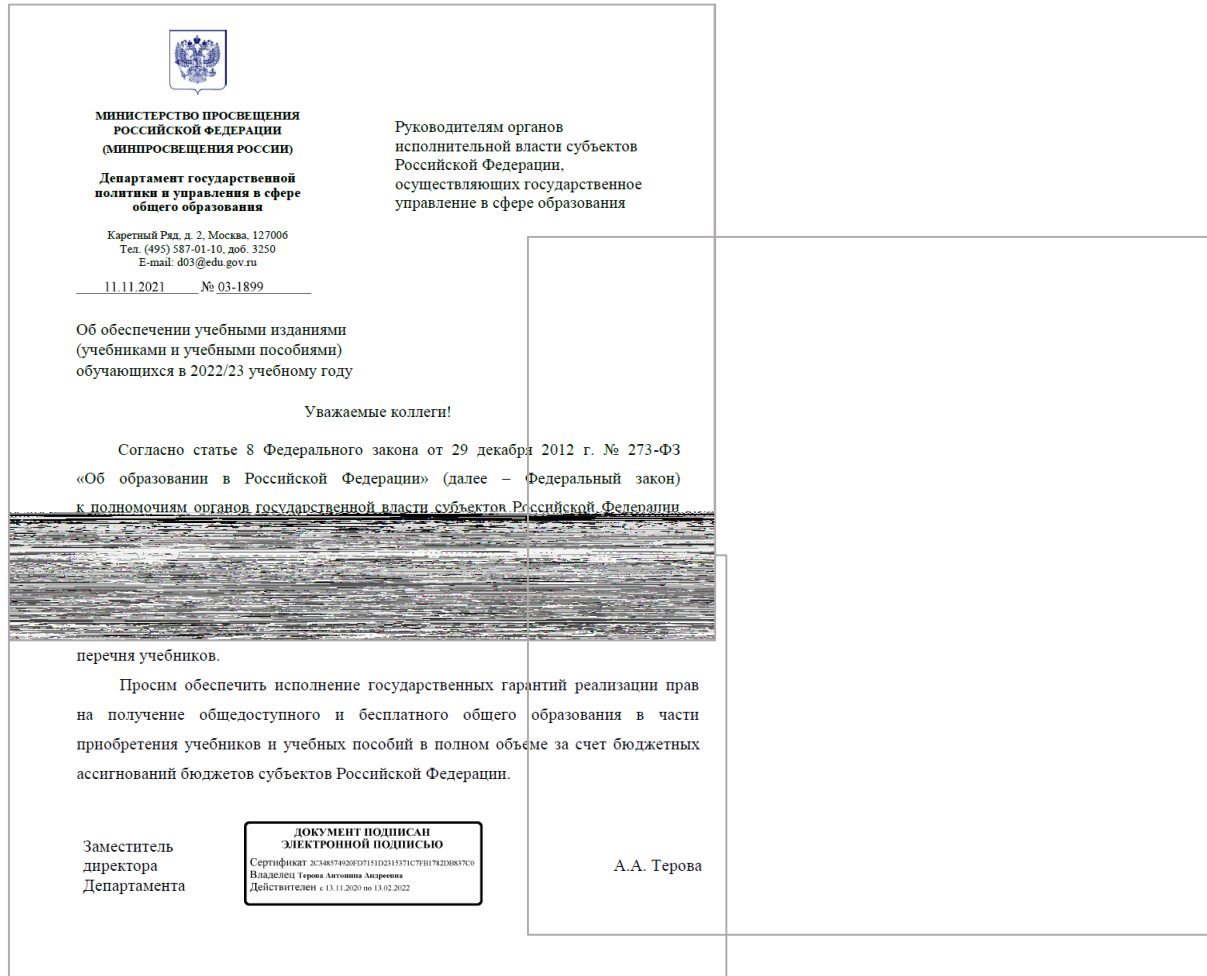 МИНИСТЕРСТВО ПРОСВЕЩЕНИЯ
РОССИЙСКОЙ ФЕДЕРАЦИИ
(МИНПРОСВЕЩЕНИЯ РОССИИ)
Департамент государственной
политики и управления в сфере
общего образования
Каретный Ряд, д. 2, Москва, 127006
Тел. (495) 587-01-10, доб. 3250
E-mail: d03@edu.gov.ru
11.11.2021 № 03-1899
Руководителям органов
исполнительной власти субъектов
Российской Федерации,
осуществляющих государственное
управление в сфере образования
Об обеспечении учебными изданиями
(учебниками и учебными пособиями)
обучающихся в 2022/23 учебному году
Уважаемые коллеги!
Согласно статье 8 Федерального закона от 29 декабря 2012 г. № 273-ФЗ
«Об образовании в Российской Федерации» (далее – Федеральный закон)
к полномочиям органов государственной власти субъектов Российской Федерации
перечня учебников.
Просим обеспечить исполнение государственных гарантий реализации прав
на получение общедоступного и бесплатного общего образования в части
приобретения учебников и учебных пособий в полном объеме за счет бюджетных
ассигнований бюджетов субъектов Российской Федерации.
Заместитель
директора
Департамента
ДОКУМЕНТ ПОДПИСАН
ЭЛЕКТРОННОЙ ПОДПИСЬЮ
Сертификат 2C348574920FD7151D2315371C7FB1782DB837C0
Владелец Терова Антонина Андреевна
Действителен с 13.11.2020 по 13.02.2022
А.А. Терова